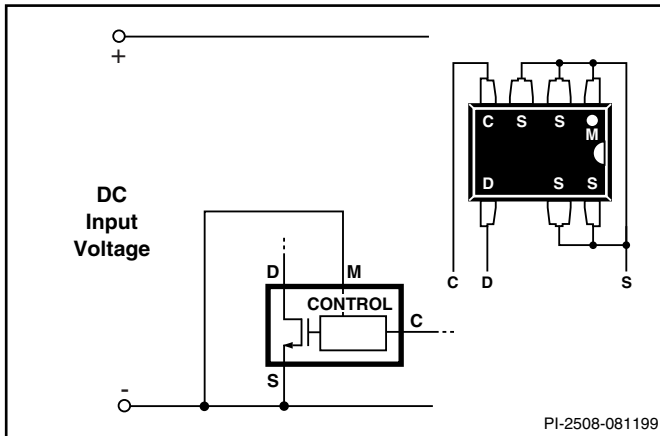 +
C S S
M
D S S
DC
Input
Voltage
C D S
D M
CONTROL
C
S
-
PI-2508-081199